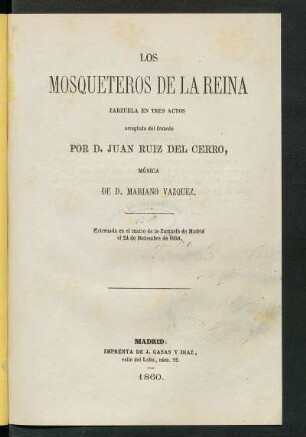 LOS
MOSQUETEROS DE LA REINA
ZARZUELA EN TRES ACTOS
arreglada del francés
POR D. JUAN RUIZ DEL CERRO,
MÚSICA
DE D. MARIANO VAZQUEZ.
Estrenada en el teatro de la Zarzuela de Madrid
el 24 de Diciembre de
MADRID:
IMPRENTA DE J. CASAS Y DIAZ,
calle del Lobo, núm. 12.
1860.